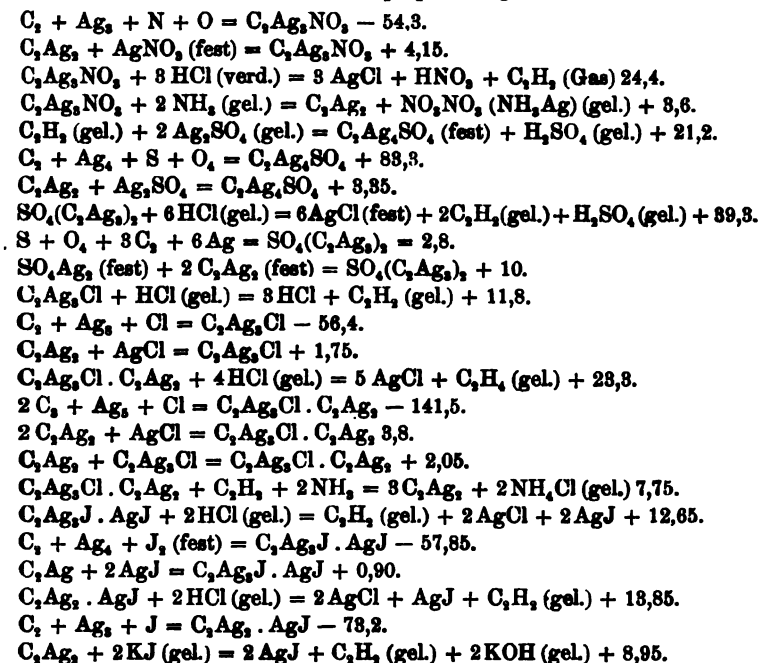 C₂ + Ag₃ + N + O = C₂Ag₃NO₃ − 54,3.
C₂Ag₂ + AgNO₃ (fest) = C₂Ag₃NO₃ + 4,15.
C₂Ag₃NO₃ + 3 HCl (verd.) = 3 AgCl + HNO₃ + C₂H₂ (Gas) 24,4.
C₂Ag₃NO₃ + 2 NH₃ (gel.) = C₂Ag₂ + NO₃NO₃ (NH₃Ag) (gel.) + 3,6.
C₂H₂ (gel.) + 2 Ag₂SO₄ (gel.) = C₂Ag₄SO₄ (fest) + H₂SO₄ (gel.) + 21,2.
C₂ + Ag₄ + S + O₄ = C₂Ag₄SO₄ + 83,3.
C₂Ag₂ + Ag₂SO₄ = C₂Ag₄SO₄ + 3,35.
SO₄(C₂Ag₃)₂ + 6 HCl (gel.) = 6 AgCl (fest) + 2C₂H₂ (gel.) + H₂SO₄ (gel.) + 39,3.
S + O₄ + 3 C₂ + 6 Ag = SO₄(C₂Ag₃)₂ = 2,8.
SO₄Ag₂ (fest) + 2 C₂Ag₂ (fest) = SO₄(C₂Ag₃)₂ + 10.
C₂Ag₃Cl + HCl (gel.) = 3 HCl + C₂H₂ (gel.) + 11,8.
C₂ + Ag₃ + Cl = C₂Ag₃Cl − 56,4.
C₂Ag₂ + AgCl = C₂Ag₃Cl + 1,75.
C₂Ag₃Cl . C₂Ag₂ + 4 HCl (gel.) = 5 AgCl + C₂H₄ (gel.) + 23,3.
2 C₂ + Ag₅ + Cl = C₂Ag₃Cl . C₂Ag₂ − 141,5.
2 C₂Ag₂ + AgCl = C₂Ag₃Cl . C₂Ag₂ 3,8.
C₂Ag₂ + C₂Ag₃Cl = C₂Ag₃Cl . C₂Ag₂ + 2,05.
C₂Ag₃Cl . C₂Ag₂ + C₂H₂ + 2 NH₃ = 3 C₂Ag₂ + 2 NH₄Cl (gel.) 7,75.
C₂Ag₃J . AgJ + 2 HCl (gel.) = C₂H₂ (gel.) + 2 AgCl + 2 AgJ + 12,65.
C₂ + Ag₄ + J₂ (fest) = C₂Ag₃J . AgJ − 57,85.
C₂Ag + 2 AgJ = C₂Ag₃J . AgJ + 0,90.
C₂Ag₂ . AgJ + 2 HCl (gel.) = 2 AgCl + AgJ + C₂H₂ (gel.) + 13,85.
C₂ + Ag₃ + J = C₂Ag₂ . AgJ − 73,2.
C₂Ag₂ + 2 KJ (gel.) = 2 AgJ + C₂H₂ (gel.) + 2 KOH (gel.) + 8,95.